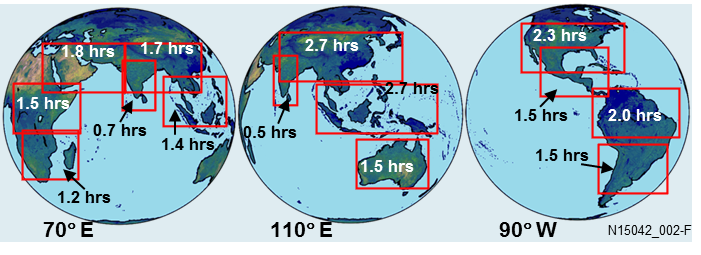 1.8 hrs
1.7 hrs
1.5 hrs
0.7 hrs
1.4 hrs
1.2 hrs
70° E
2.7 hrs
2.7 hrs
0.5 hrs
1.5 hrs
110° E
2.3 hrs
1.5 hrs
2.0 hrs
1.5 hrs
90° W
N15042_002-F